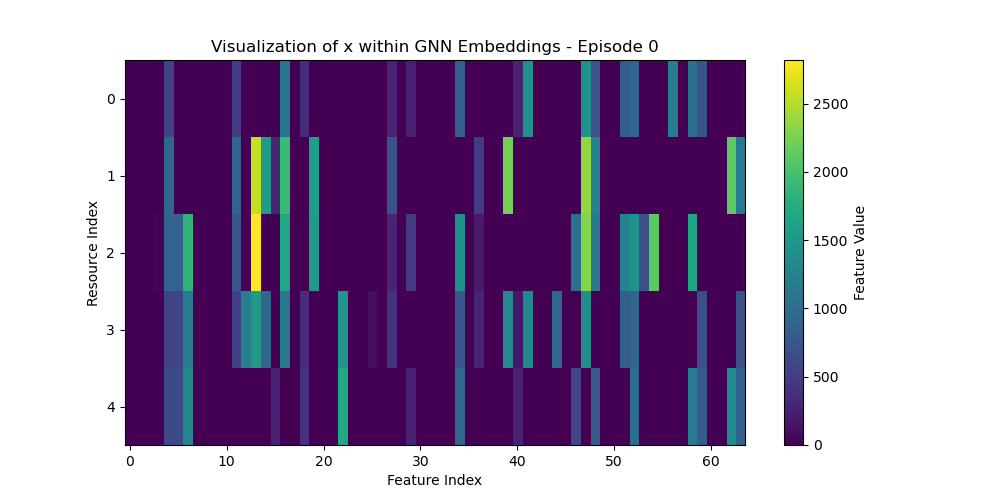 Visualization of x within GNN Embeddings - Episode 0
Resource Index
0
1
2
3
4
0 10 20 30 40 50 60
Feature Index
2500
2000
1500
1000
500
0
Feature Value